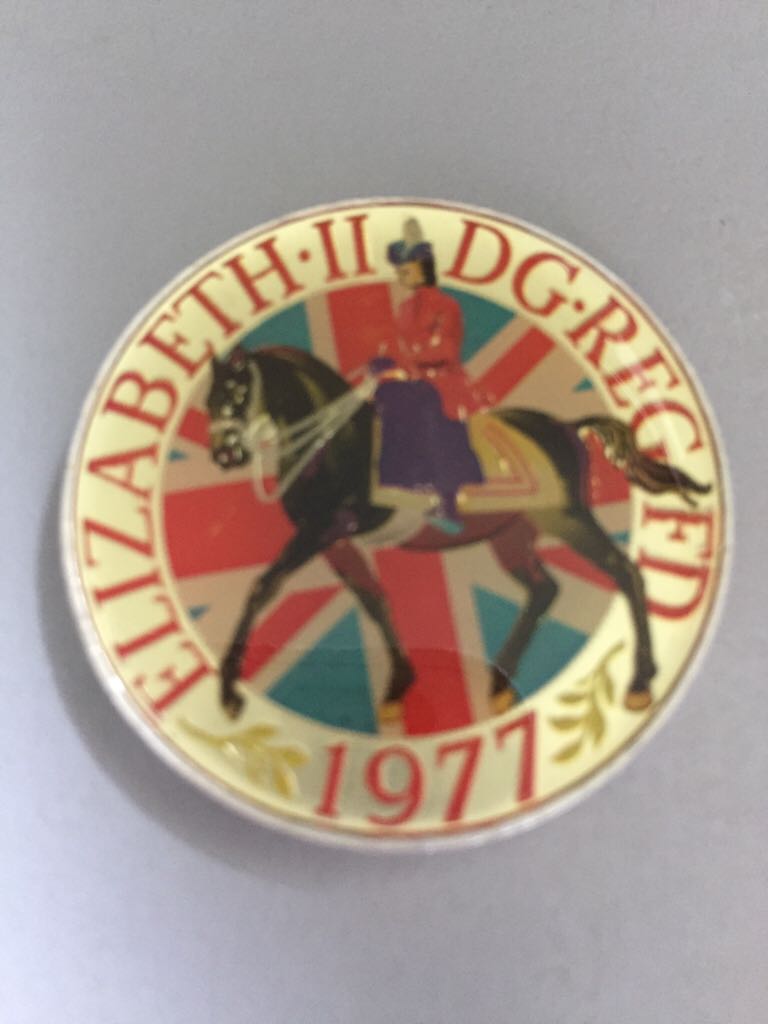 ELIZABETH·II DG·REG FD
1977